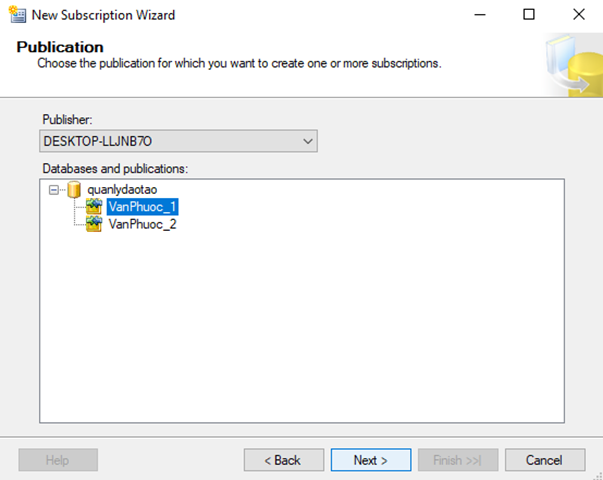 New Subscription Wizard
Publication
Choose the publication for which you want to create one or more subscriptions.
Publisher:
DESKTOP-LLJNB7O
Databases and publications:
quanlydaotao
VanPhuoc_1
VanPhuoc_2
Help
< Back
Next >
Finish >>|
Cancel